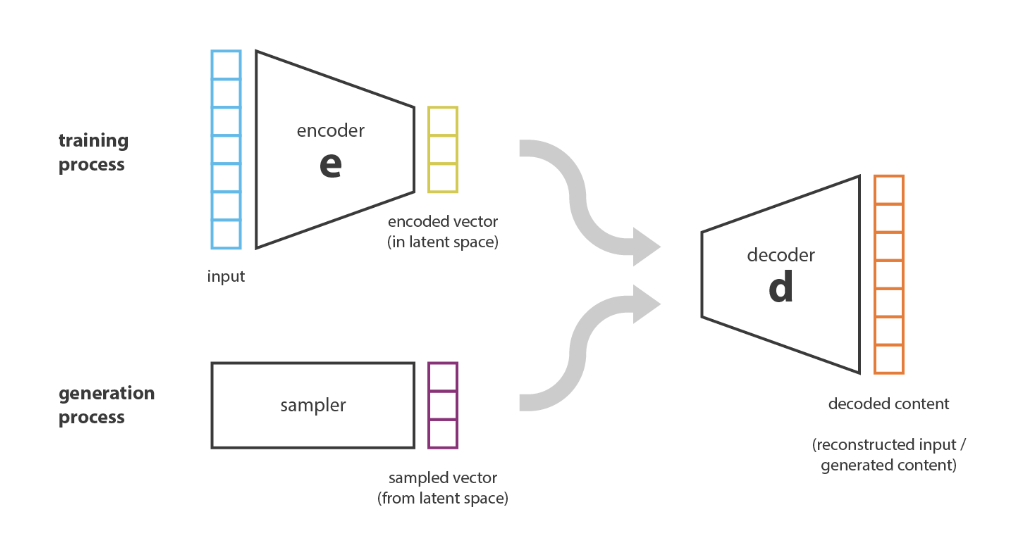 training
process
encoder
e
encoded vector
(in latent space)
input
decoder
d
generation
process
sampler
sampled vector
(from latent space)
decoded content
(reconstructed input /
generated content)